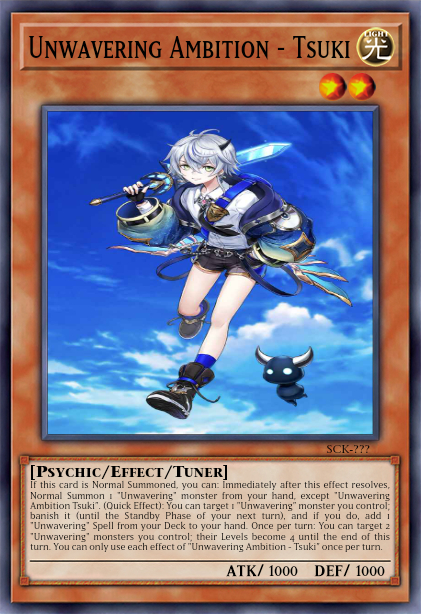 Unwavering Ambition - Tsuki
LIGHT
光
SCK-???
[Psychic/Effect/Tuner]
If this card is Normal Summoned, you can: Immediately after this effect resolves,
Normal Summon 1 "Unwavering" monster from your hand, except "Unwavering
Ambition Tsuki". (Quick Effect): You can target 1 "Unwavering" monster you control;
banish it (until the Standby Phase of your next turn), and if you do, add 1
"Unwavering" Spell from your Deck to your hand. Once per turn: You can target 2
"Unwavering" monsters you control; their Levels become 4 until the end of this
turn. You can only use each effect of "Unwavering Ambition - Tsuki" once per turn.
ATK/ 1000 DEF/ 1000